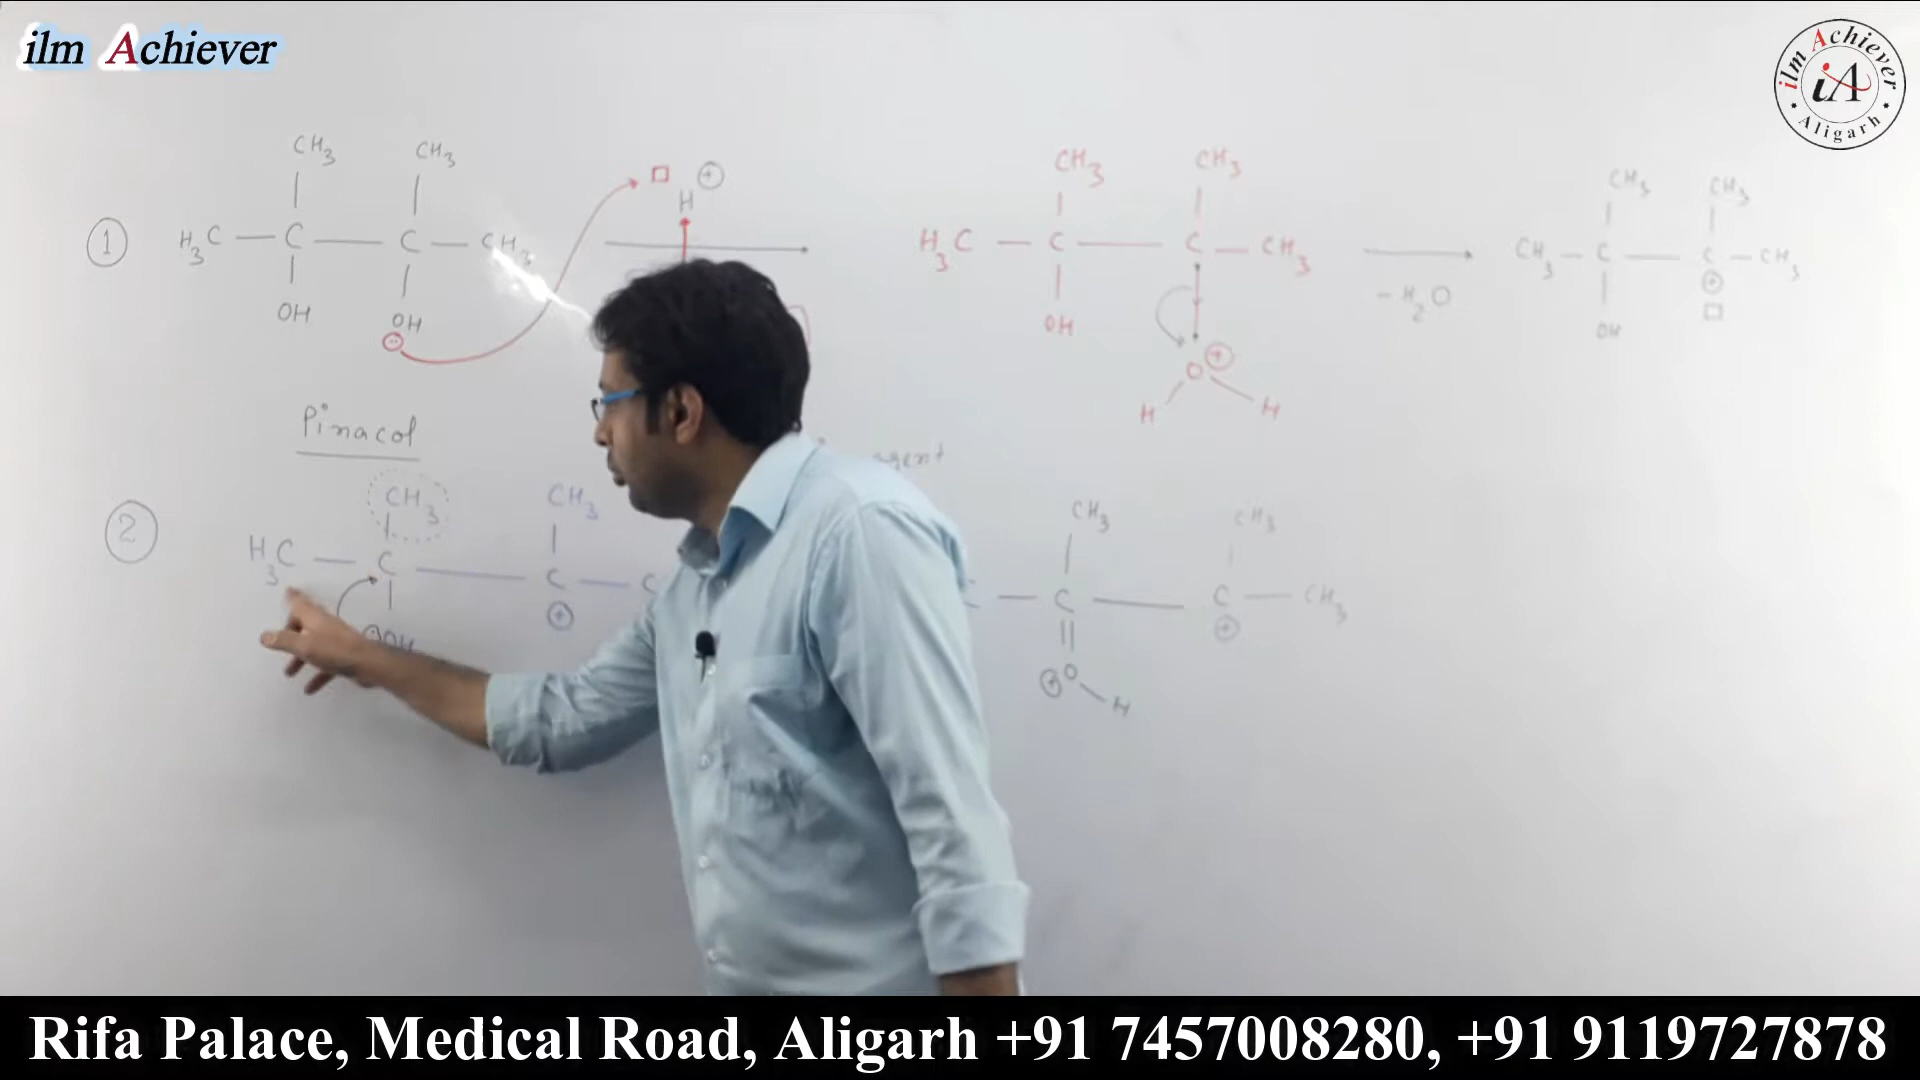 ilm Achiever
ilm Achiever
iA
Aligarh
CH3 CH3
① H3C — C — C — CH3
OH OH
⊖
H ⊕
CH3 CH3
H3C — C — C — CH3
OH O ⊕
H H
- H2O
CH3 CH3
CH3 — C — C — CH3
OH ⊕
Pinacol
② CH3 CH3
H3C — C — C —
OH ⊕
CH3 CH3
— C — C — CH3
⊕
O
H
Rifa Palace, Medical Road, Aligarh +91 7457008280, +91 9119727878